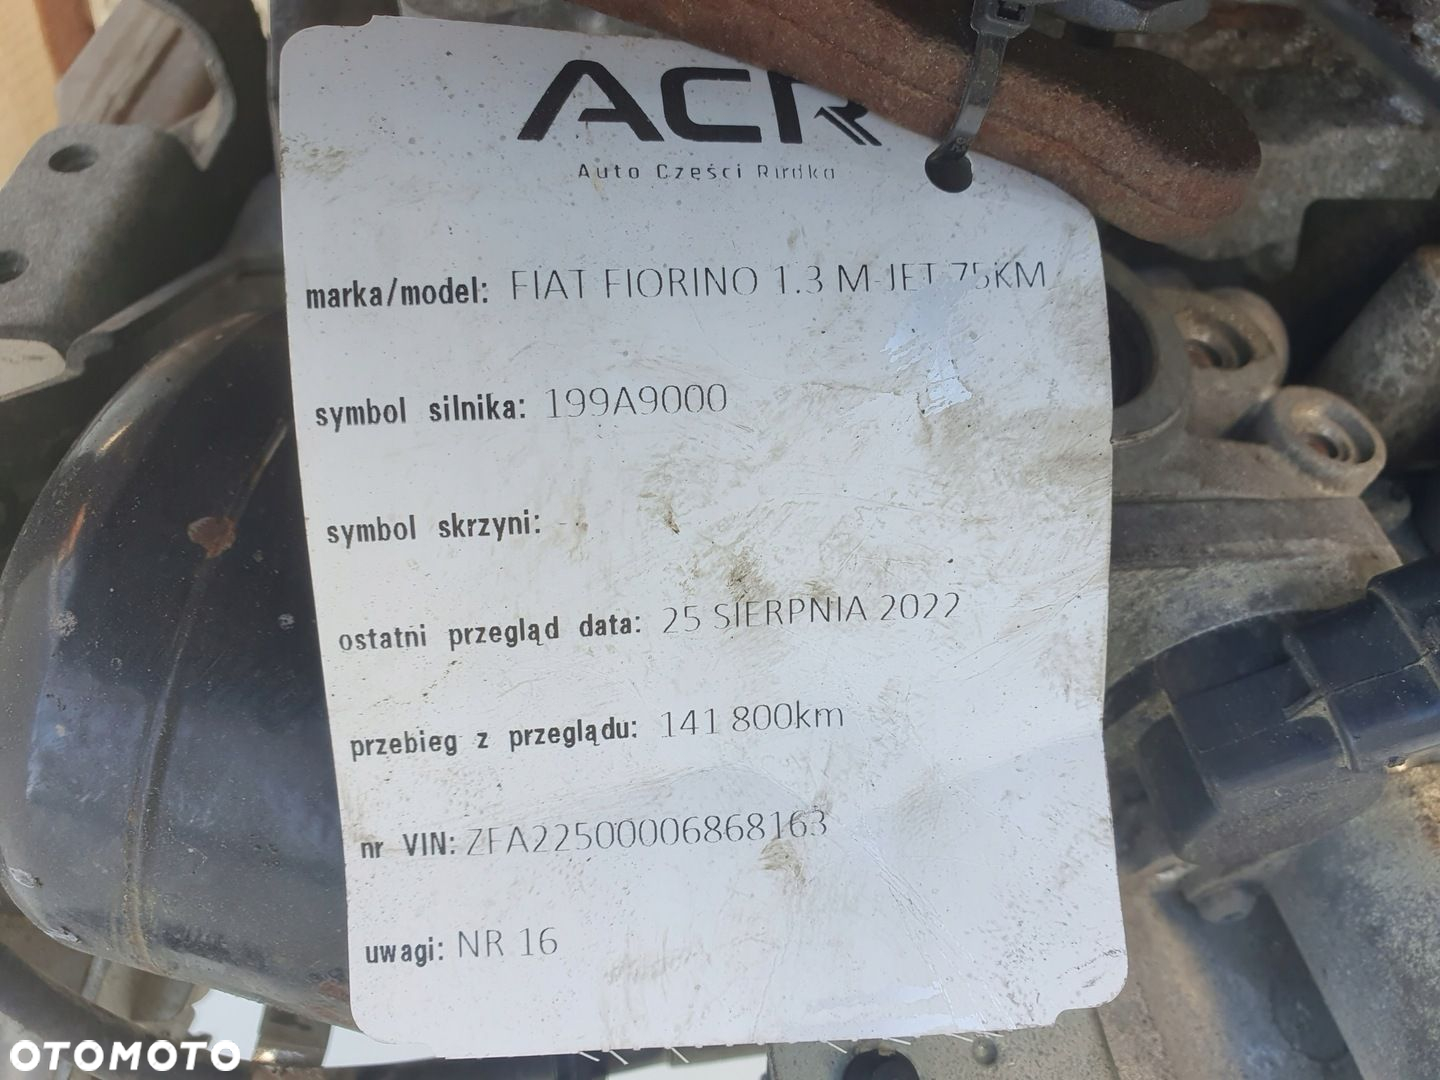 ACR
Auto Części Rirdka
marka/model: FIAT FIORINO 1.3 M-JET 75KM
symbol silnika: 199A9000
symbol skrzyni: -
ostatni przegląd data: 25 SIERPNIA 2022
przebieg z przeglądu: 141 800km
nr VIN: ZFA22500006868163
uwagi: NR 16
OTOMOTO